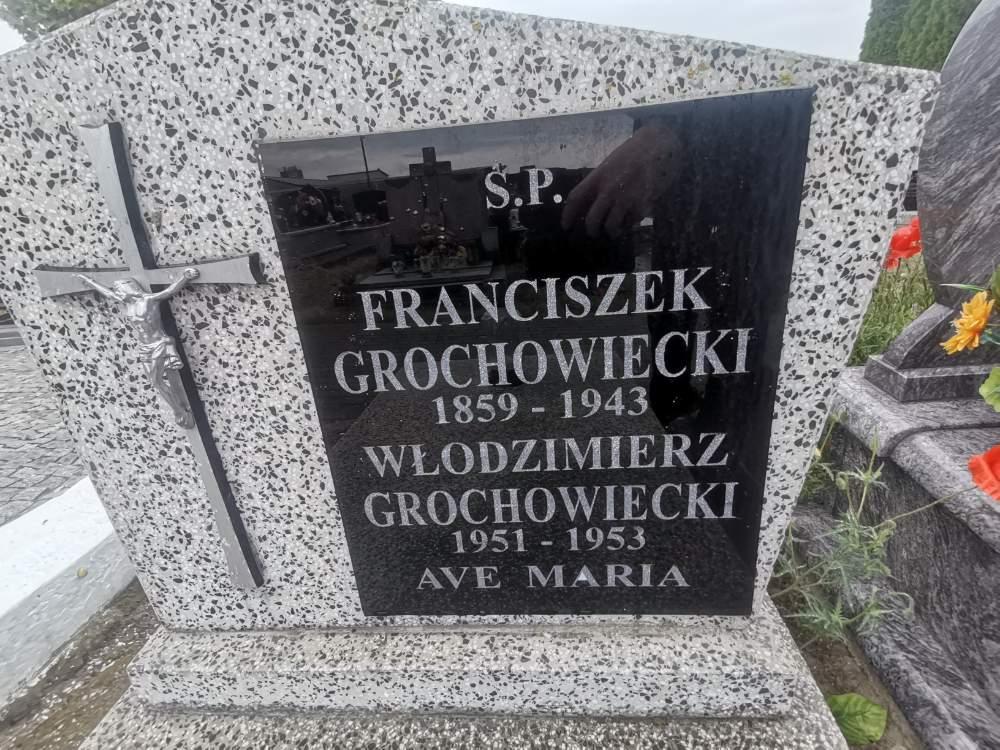 Ś.P.
FRANCISZEK
GROCHOWIECKI
1859 - 1943
WŁODZIMIERZ
GROCHOWIECKI
1951 - 1953
AVE MARIA